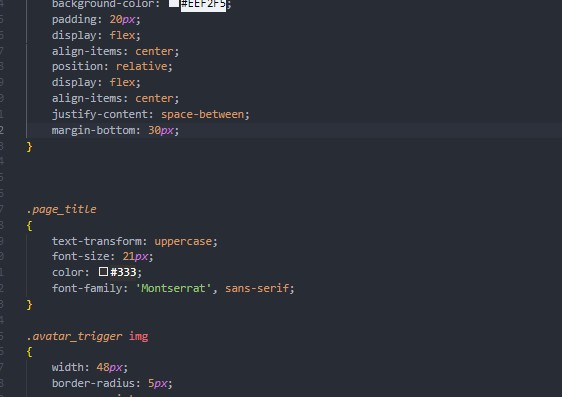 background-color: #EEF2F5;
padding: 20px;
display: flex;
align-items: center;
position: relative;
display: flex;
align-items: center;
justify-content: space-between;
margin-bottom: 30px;
}
.page_title
{
text-transform: uppercase;
font-size: 21px;
color: #333;
font-family: 'Montserrat', sans-serif;
}
.avatar_trigger img
{
width: 48px;
border-radius: 5px;